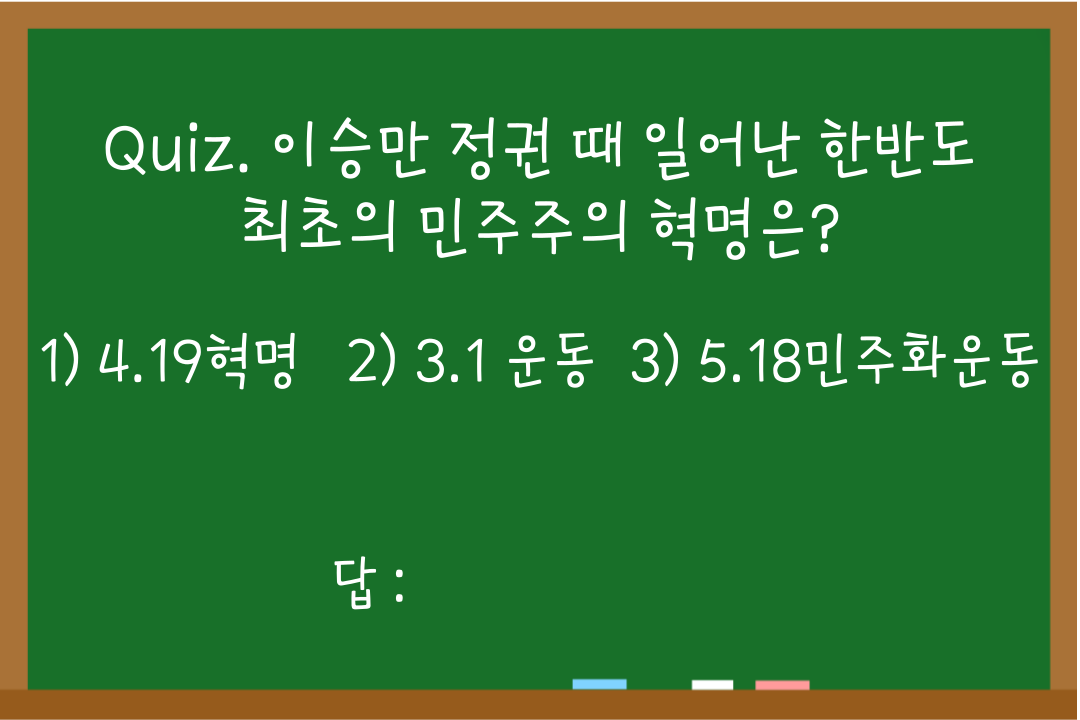 Quiz. 이승만 정권 때 일어난 한반도
최초의 민주주의 혁명은?
1) 4.19혁명 2) 3.1 운동 3) 5.18민주화운동
답 :